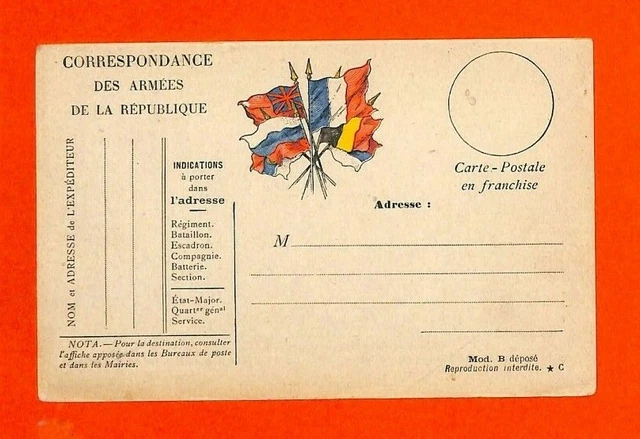 CORRESPONDANCE
DES ARMÉES
DE LA RÉPUBLIQUE
Carte-Postale
en franchise
NOM et ADRESSE de L'EXPÉDITEUR
INDICATIONS
à porter
dans
l'adresse
Régiment.
Bataillon.
Escadron.
Compagnie.
Batterie.
Section.
État-Major.
Quartʳ génᵃˡ
Service.
Adresse :
M
NOTA. — Pour la destination, consulter
l'affiche apposée dans les Bureaux de poste
et dans les Mairies.
Mod. B déposé
Reproduction interdite. ★ C